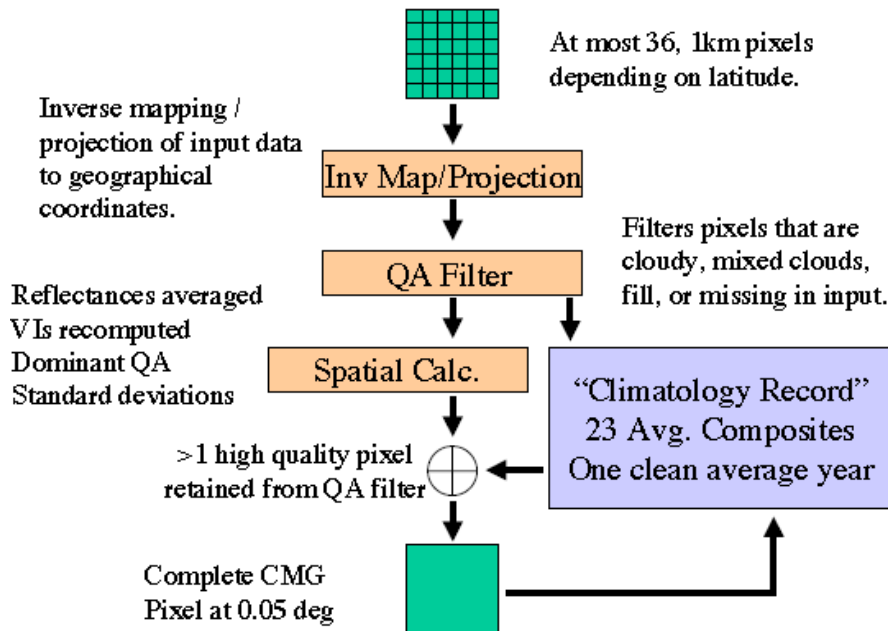 At most 36, 1km pixels
depending on latitude.
Inverse mapping /
projection of input data
to geographical
coordinates.
Inv Map/Projection
Filters pixels that are
cloudy, mixed clouds,
fill, or missing in input.
QA Filter
Reflectances averaged
VIs recomputed
Dominant QA
Standard deviations
Spatial Calc.
“Climatology Record”
23 Avg. Composites
One clean average year
>1 high quality pixel
retained from QA filter
Complete CMG
Pixel at 0.05 deg